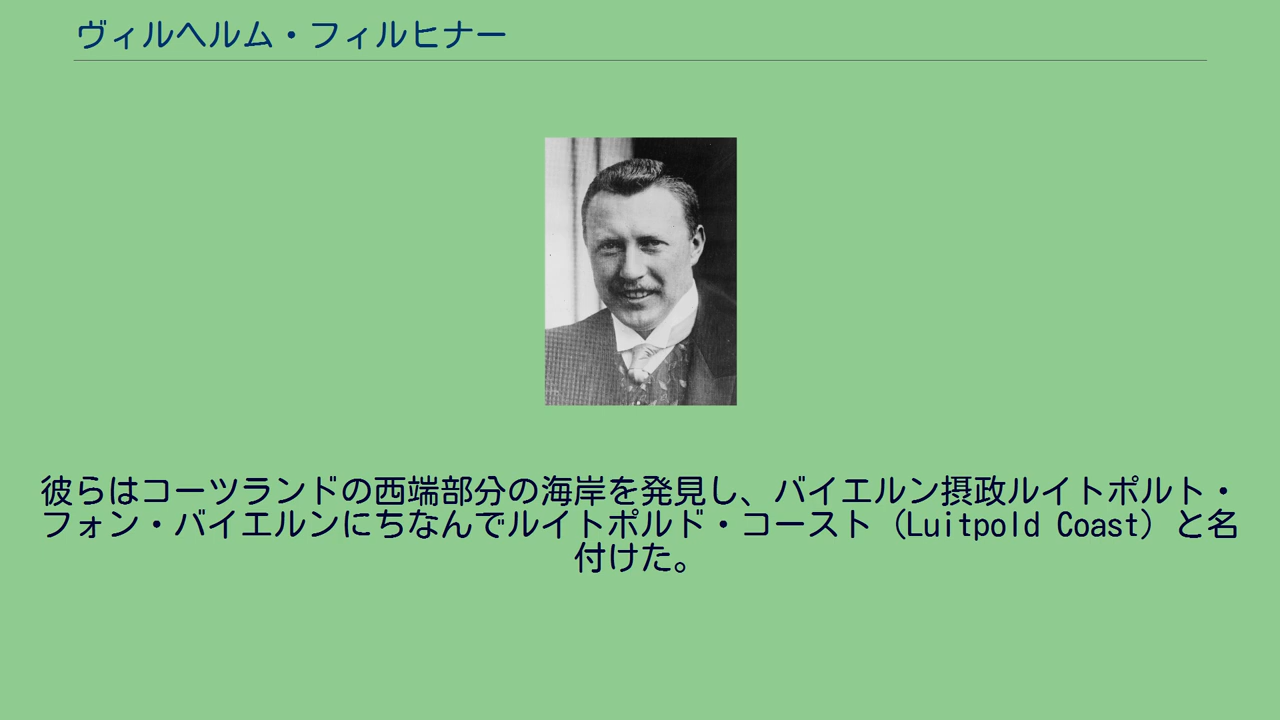 ヴィルヘルム・フィルヒナー
彼らはコーツランドの西端部分の海岸を発見し、バイエルン摂政ルイトポルト・
フォン・バイエルンにちなんでルイトポルド・コースト（Luitpold Coast）と名
付けた。